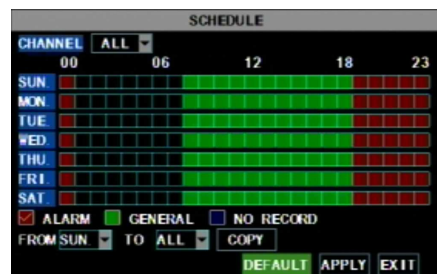 SCHEDULE
CHANNEL ALL
00 06 12 18 23
SUN.
MON.
TUE.
WED.
THU.
FRI.
SAT.
ALARM GENERAL NO RECORD
FROM SUN. TO ALL COPY
DEFAULT APPLY EXIT